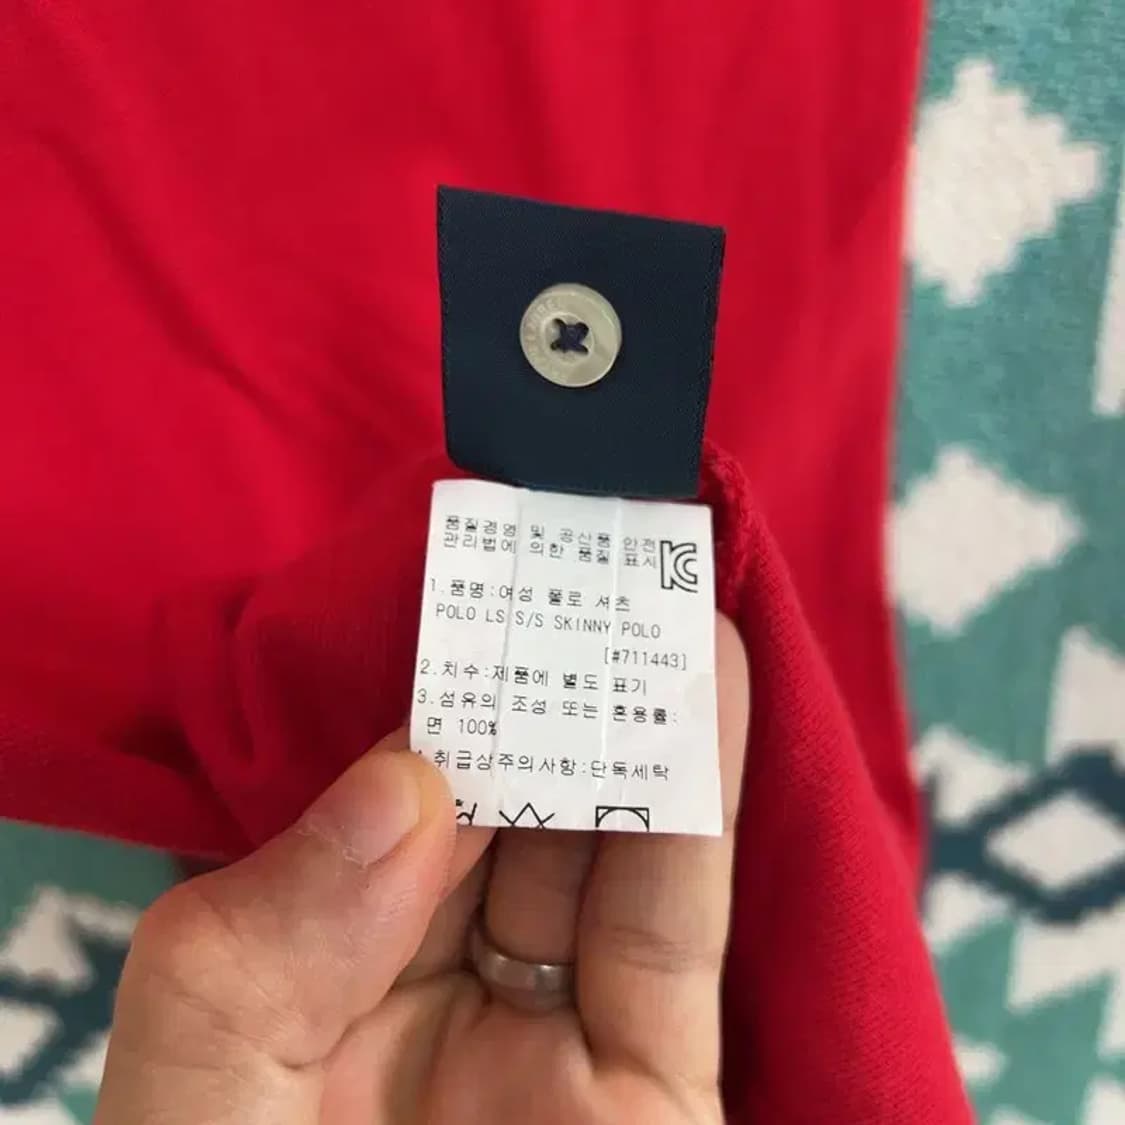 품질경영 및 공산품 안전
관리법에 의한 품질 표시
1.품명:여성 폴로 셔츠
POLO LS S/S SKINNY POLO
[#711443]
2.치수:제품에 별도 표기
3.섬유의 조성 또는 혼용률:
면 100%
취급상주의사항:단독세탁